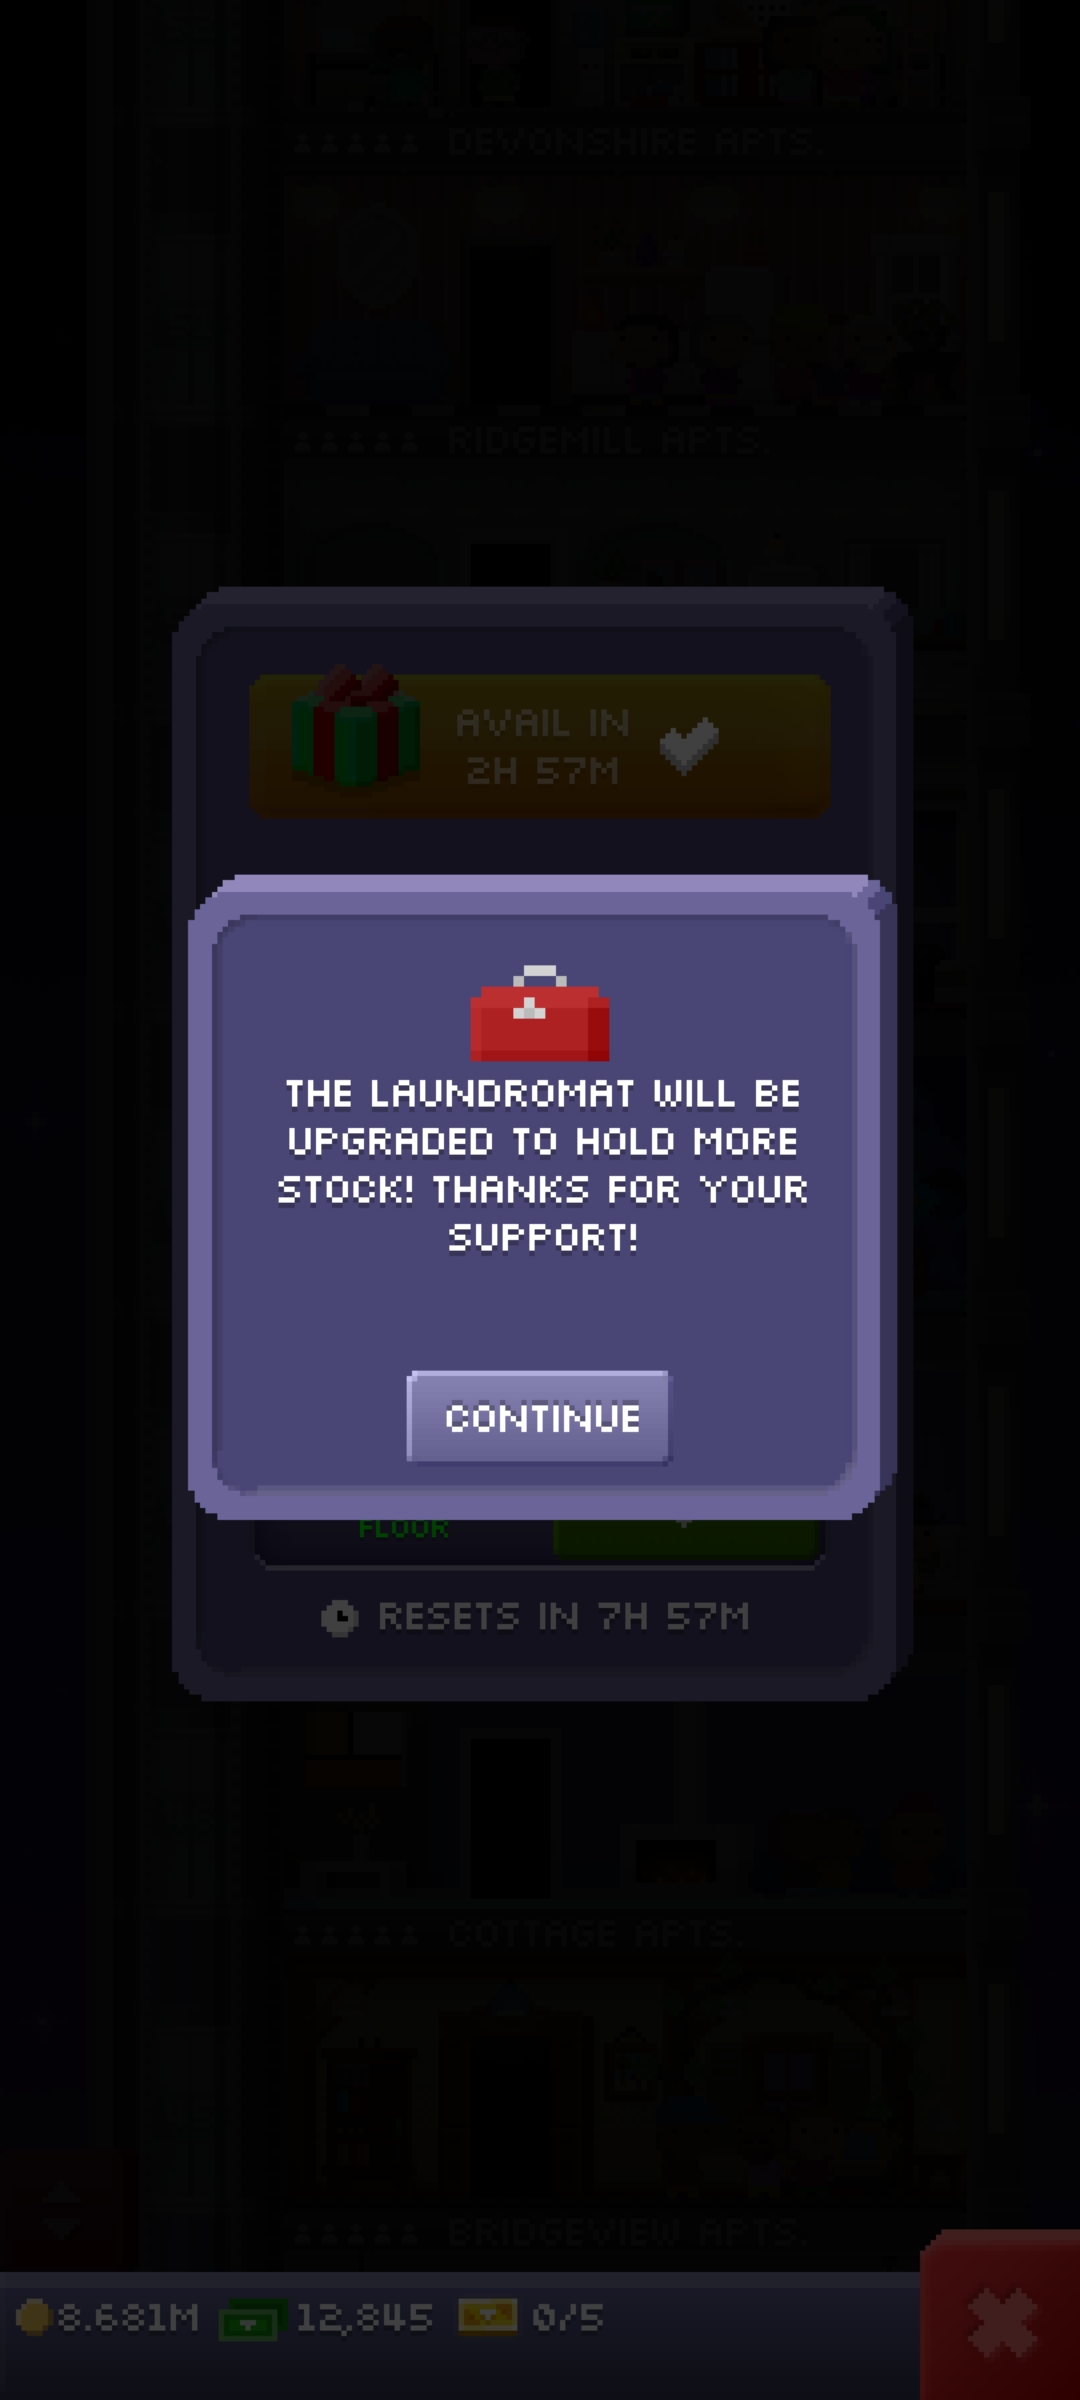 DEVONSHIRE APTS.
RIDGEMILL APTS.
AVAIL IN
2H 57M
THE LAUNDROMAT WILL BE
UPGRADED TO HOLD MORE
STOCK! THANKS FOR YOUR
SUPPORT!
CONTINUE
FLOOR
RESETS IN 7H 57M
COTTAGE APTS.
BRIDGEVIEW APTS.
8.681M 12,845 0/5